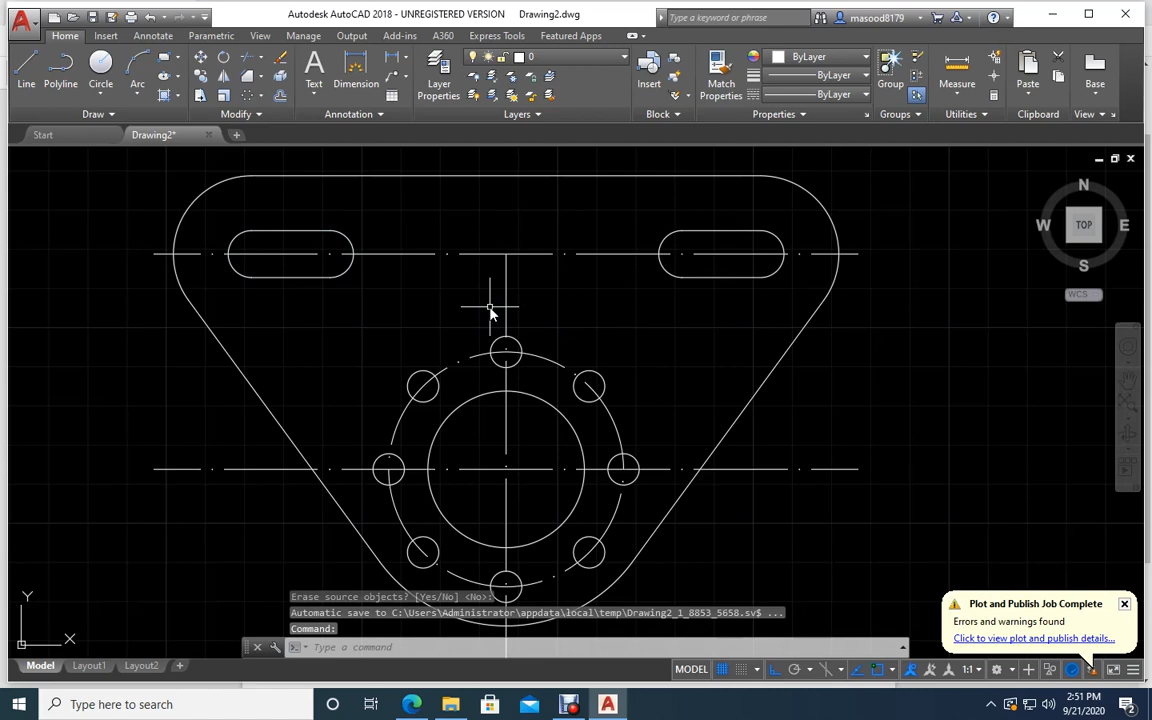 Autodesk AutoCAD 2018 - UNREGISTERED VERSION Drawing2.dwg
Type a keyword or phrase
masood8179
Home Insert Annotate Parametric View Manage Output Add-ins A360 Express Tools Featured Apps
0
ByLayer
ByLayer
ByLayer
Line Polyline Circle Arc
Text Dimension
Layer Properties
Insert
Match Properties
Group
Measure
Paste
Base
Draw Modify Annotation Layers Block Properties Groups Utilities Clipboard View
Start Drawing2*
N
W TOP E
S
WCS
Y
X
Erase source objects? [Yes/No] <No>:
Automatic save to C:\Users\Administrator\appdata\local\temp\Drawing2_1_8853_5658.sv$ ...
Command:
Type a command
Plot and Publish Job Complete
Errors and warnings found
Click to view plot and publish details...
Model Layout1 Layout2
MODEL 1:1
Type here to search
2:51 PM
9/21/2020
2